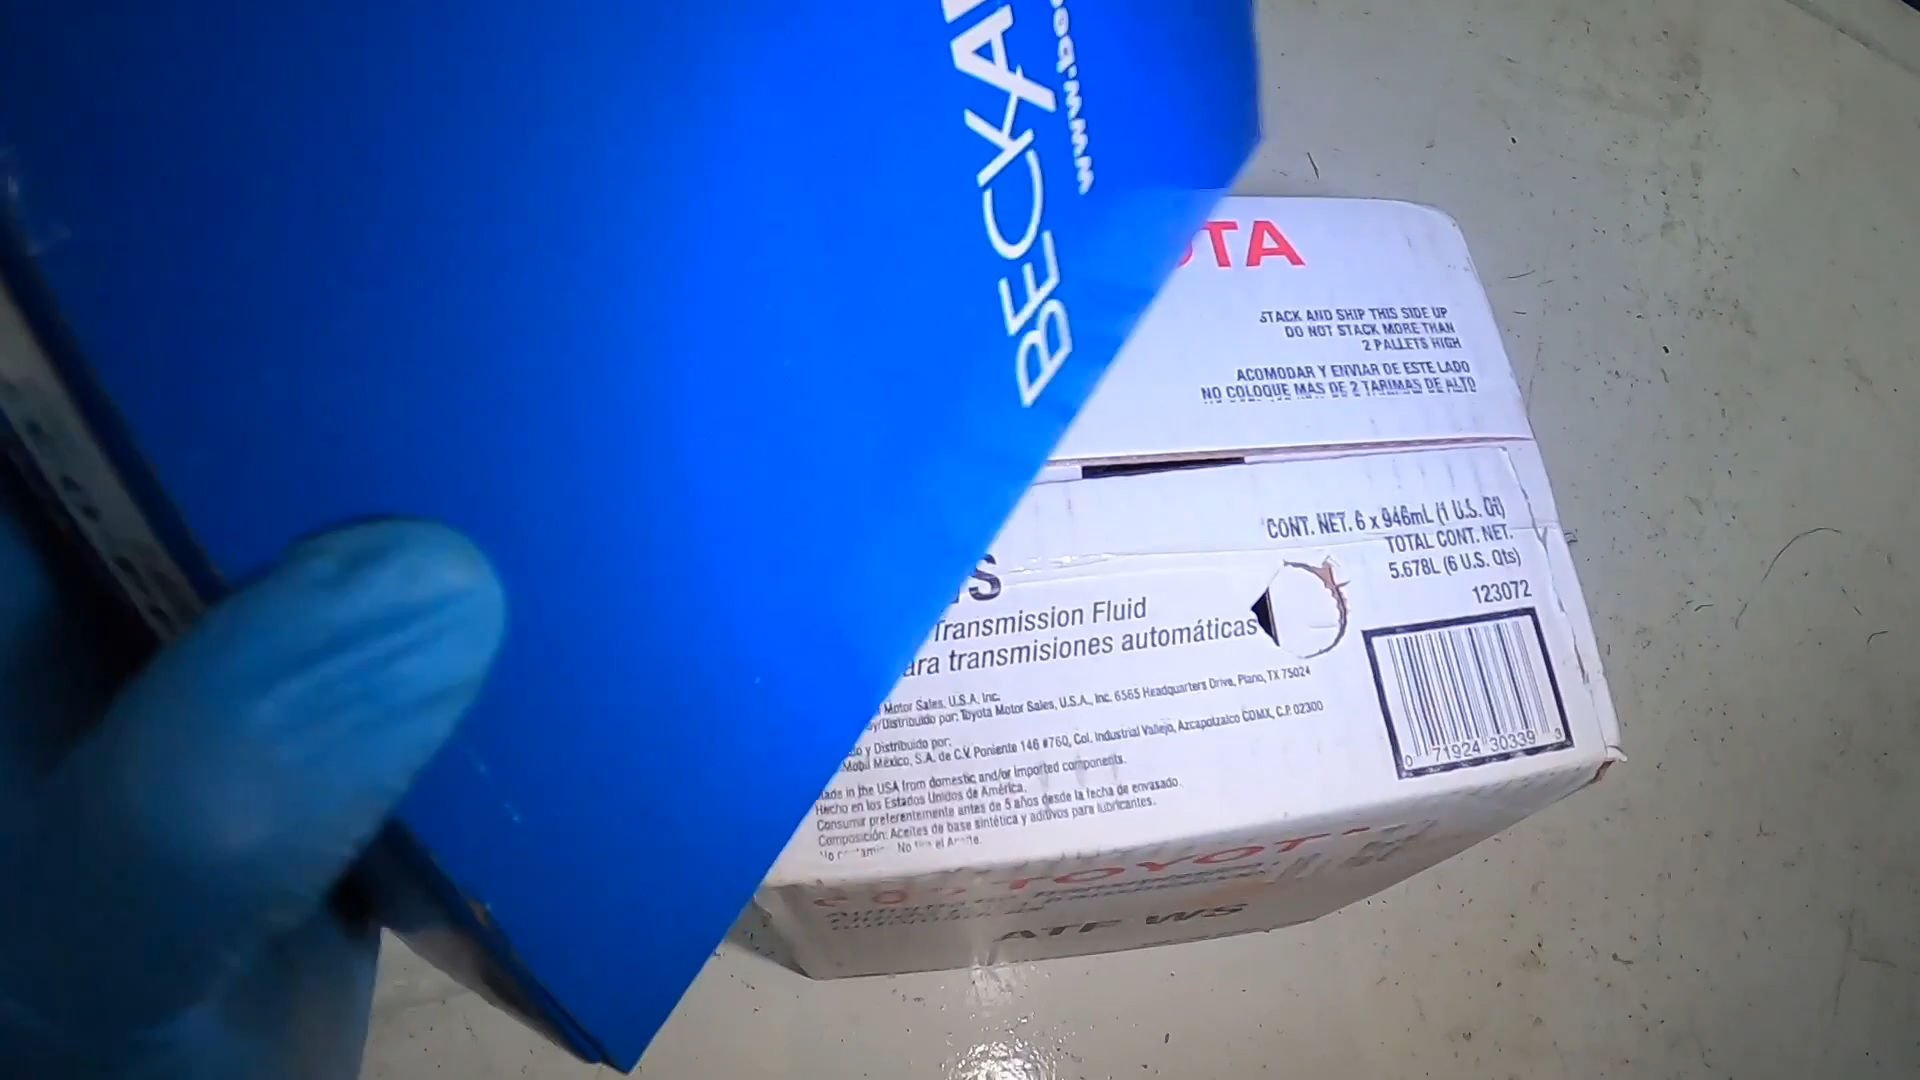 BECKA
www.be
TA
STACK AND SHIP THIS SIDE UP
DO NOT STACK MORE THAN
2 PALLETS HIGH
ACOMODAR Y ENVIAR DE ESTE LADO
NO COLOQUE MAS DE 2 TARIMAS DE ALTO
CONT. NET. 6 x 946mL (1 U.S. Qt)
TOTAL CONT. NET.
5.678L (6 U.S. Qts)
123072
S
Transmission Fluid
ara transmisiones automáticas
Motor Sales, U.S.A, Inc.
y/Distribuido por: Toyota Motor Sales, U.S.A., Inc. 6565 Headquarters Drive, Plano, TX 75024
o y Distribuido por:
Mobil México, S.A. de C.V. Poniente 146 #760, Col. Industrial Vallejo, Azcapotzalco CDMX, C.P. 02300
Made in the USA from domestic and/or imported components.
Hecho en los Estados Unidos de América.
Consumir preferentemente antes de 5 años desde la fecha de envasado.
Composición: Aceites de base sintética y aditivos para lubricantes.
0 71924 30339 3
TOYOTA
ATF WS